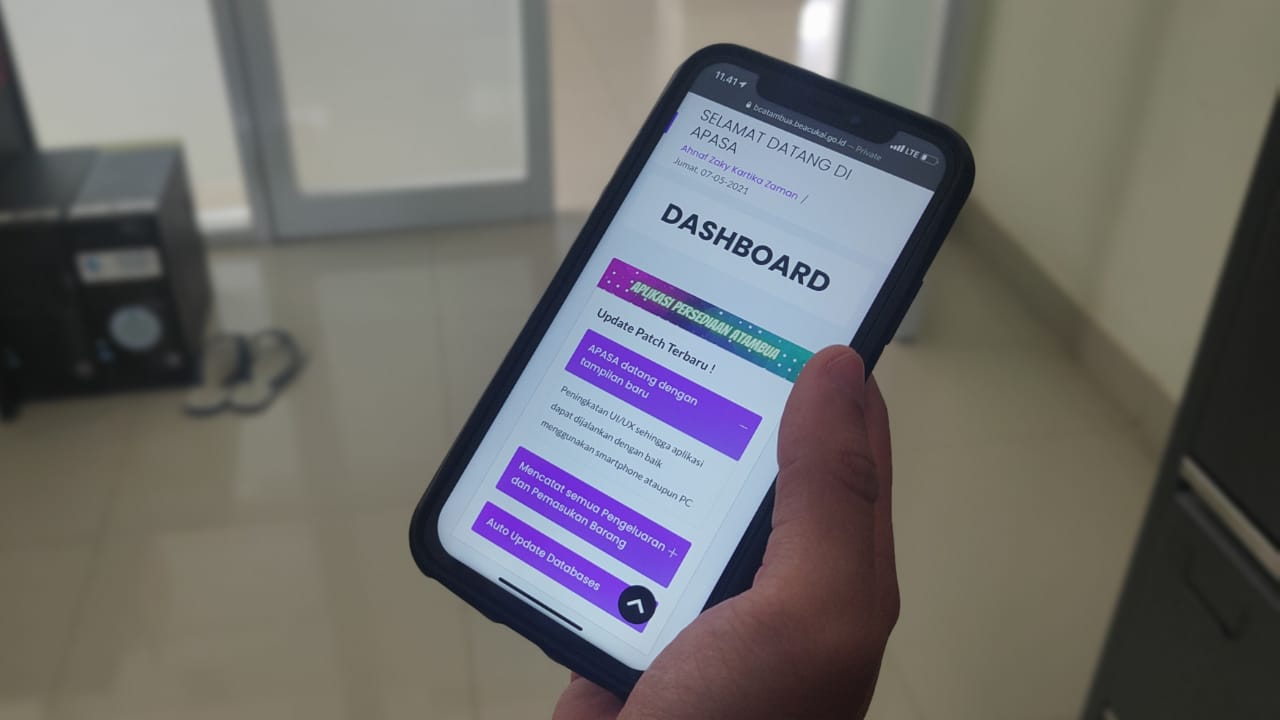 11.41
LTE
bcatambua.beacukai.go.id — Private
SELAMAT DATANG DI
APASA
Ahnaf Zaky Kartika Zaman /
Jumat, 07-05-2021
DASHBOARD
APLIKASI PERSEDIAAN ATAMBUA
Update Patch Terbaru !
APASA datang dengan
tampilan baru
Peningkatan UI/UX sehingga aplikasi
dapat dijalankan dengan baik
menggunakan smartphone ataupun PC
Mencatat semua Pengeluaran
dan Pemasukan Barang
Auto Update Databases